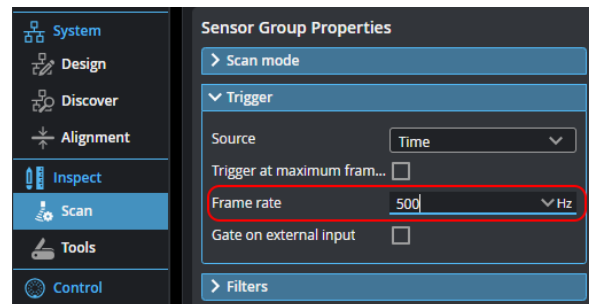 System
Design
Discover
Alignment
Inspect
Scan
Tools
Control
Sensor Group Properties
Scan mode
Trigger
Source Time
Trigger at maximum fram...
Frame rate 500 Hz
Gate on external input
Filters